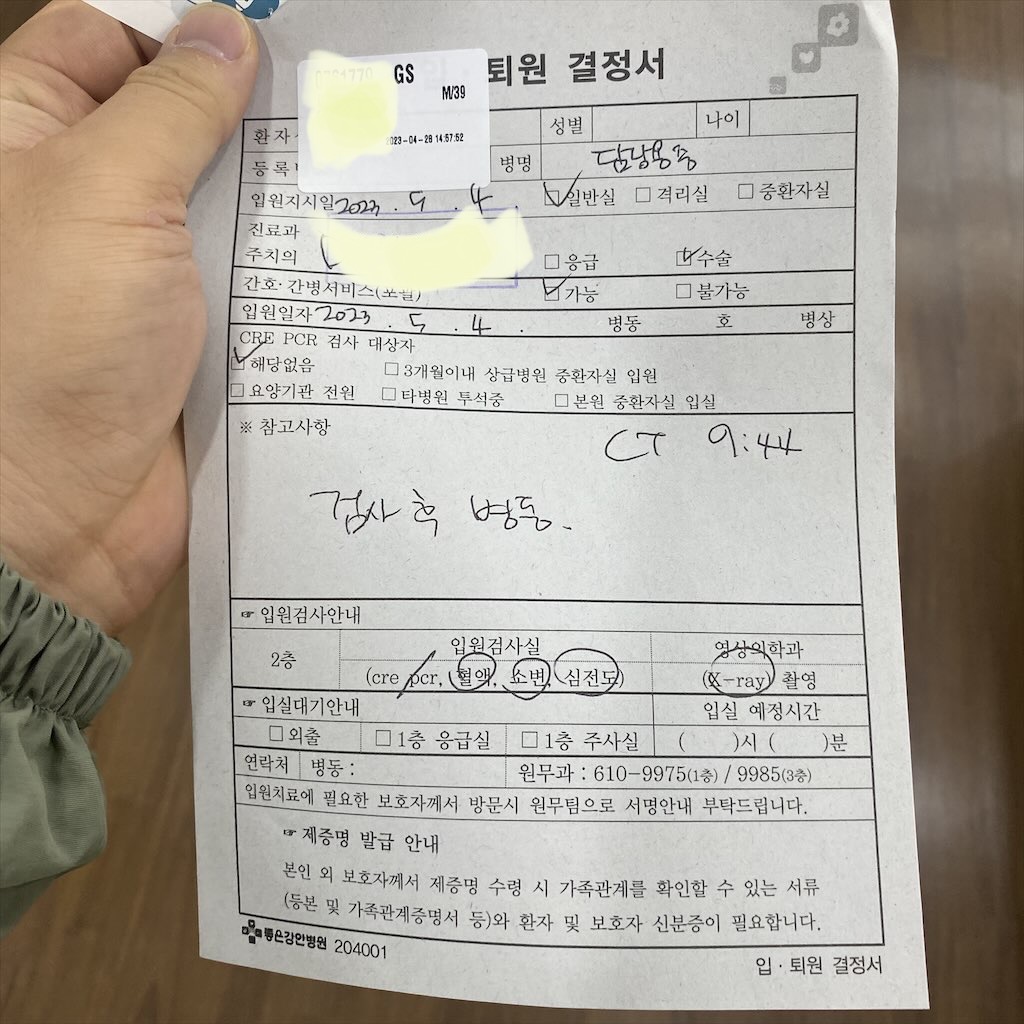 GS
· 퇴원 결정서
M/39
2023-04-28 14:57:52
환자
성별
나이
등록
병명
담낭용종
입원지시일 2023 . 5 . 4 .
☑일반실 □ 격리실 □ 중환자실
진료과
주치의
□ 응급 ☑수술
간호·간병서비스(포괄)
☑가능 □ 불가능
입원일자 2023 . 5 . 4 .
병동 호 병상
CRE PCR 검사 대상자
☑ 해당없음 □ 3개월이내 상급병원 중환자실 입원
□ 요양기관 전원 □ 타병원 투석중 □ 본원 중환자실 입실
※ 참고사항
CT 9:44
검사 후 병동.
☞ 입원검사안내
2층
입원검사실
영상의학과
(cre pcr, 혈액, 소변, 심전도)
(X-ray) 촬영
☞ 입실대기안내
입실 예정시간
□ 외출 □ 1층 응급실 □ 1층 주사실 ( )시 ( )분
연락처 병동 : 원무과 : 610-9975(1층) / 9985(3층)
입원치료에 필요한 보호자께서 방문시 원무팀으로 서명안내 부탁드립니다.
☞ 제증명 발급 안내
본인 외 보호자께서 제증명 수령 시 가족관계를 확인할 수 있는 서류
(등본 및 가족관계증명서 등)와 환자 및 보호자 신분증이 필요합니다.
좋은강안병원 204001
입 · 퇴원 결정서